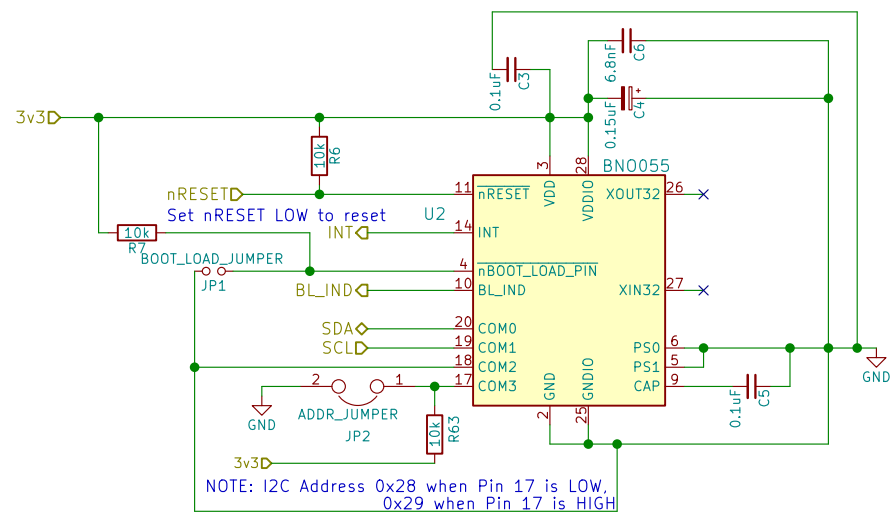 6.8nF
C6
0.1uF
C3
0.15uF
+
C4
3v3
10k
R6
3
28
BNO055
VDD
VDDIO
nRESET
11
nRESET
XOUT32
26
Set nRESET LOW to reset
U2
INT
14
INT
10k
R7
BOOT_LOAD_JUMPER
JP1
4
nBOOT_LOAD_PIN
BL_IND
10
BL_IND
XIN32
27
SDA
20
COM0
SCL
19
COM1
PS0
6
18
COM2
PS1
5
GND
2
1
17
COM3
CAP
9
GND
ADDR_JUMPER
JP2
10k
R63
GND
GNDIO
2
25
0.1uF
C5
3v3
NOTE: I2C Address 0x28 when Pin 17 is LOW,
0x29 when Pin 17 is HIGH